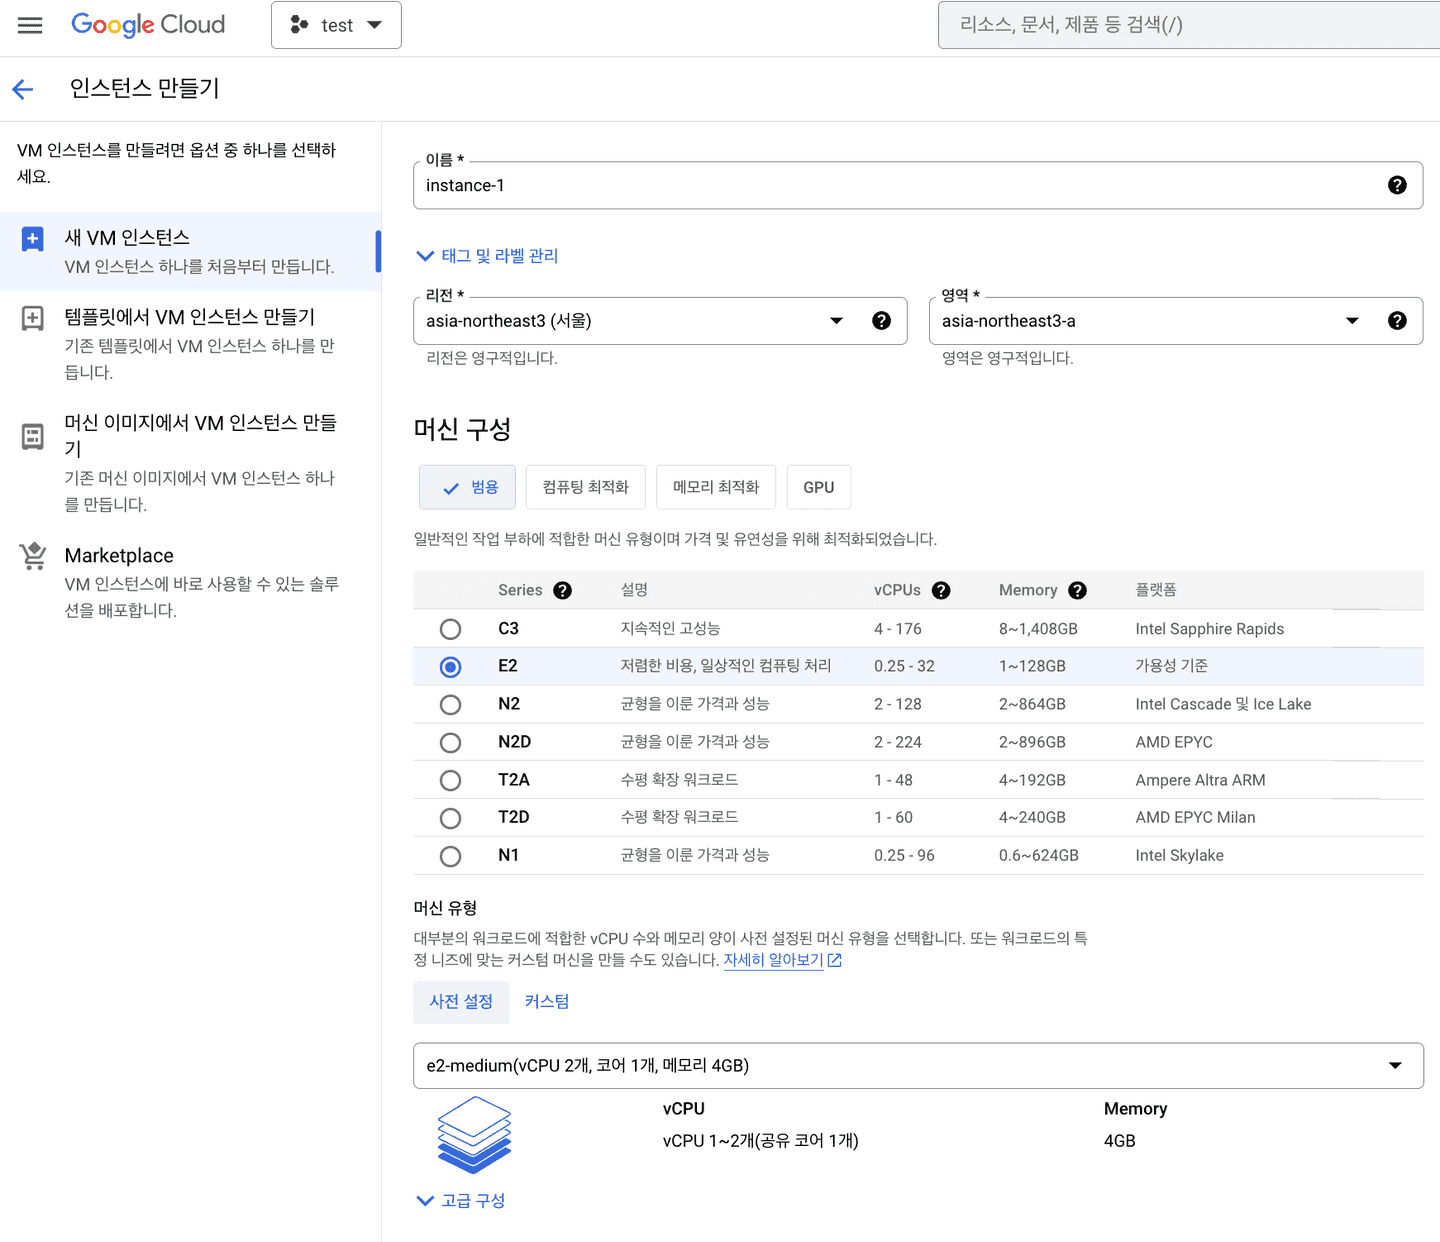 Google Cloud
test
리소스, 문서, 제품 등 검색(/)
인스턴스 만들기
VM 인스턴스를 만들려면 옵션 중 하나를 선택하
세요.
새 VM 인스턴스
VM 인스턴스 하나를 처음부터 만듭니다.
템플릿에서 VM 인스턴스 만들기
기존 템플릿에서 VM 인스턴스 하나를 만
듭니다.
머신 이미지에서 VM 인스턴스 만들
기
기존 머신 이미지에서 VM 인스턴스 하나
를 만듭니다.
Marketplace
VM 인스턴스에 바로 사용할 수 있는 솔루
션을 배포합니다.
이름 *
instance-1
태그 및 라벨 관리
리전 *
asia-northeast3 (서울)
리전은 영구적입니다.
영역 *
asia-northeast3-a
영역은 영구적입니다.
머신 구성
범용 컴퓨팅 최적화 메모리 최적화 GPU
일반적인 작업 부하에 적합한 머신 유형이며 가격 및 유연성을 위해 최적화되었습니다.
Series 설명 vCPUs Memory 플랫폼
C3 지속적인 고성능 4 - 176 8~1,408GB Intel Sapphire Rapids
E2 저렴한 비용, 일상적인 컴퓨팅 처리 0.25 - 32 1~128GB 가용성 기준
N2 균형을 이룬 가격과 성능 2 - 128 2~864GB Intel Cascade 및 Ice Lake
N2D 균형을 이룬 가격과 성능 2 - 224 2~896GB AMD EPYC
T2A 수평 확장 워크로드 1 - 48 4~192GB Ampere Altra ARM
T2D 수평 확장 워크로드 1 - 60 4~240GB AMD EPYC Milan
N1 균형을 이룬 가격과 성능 0.25 - 96 0.6~624GB Intel Skylake
머신 유형
대부분의 워크로드에 적합한 vCPU 수와 메모리 양이 사전 설정된 머신 유형을 선택합니다. 또는 워크로드의 특
정 니즈에 맞는 커스텀 머신을 만들 수도 있습니다. 자세히 알아보기
사전 설정 커스텀
e2-medium(vCPU 2개, 코어 1개, 메모리 4GB)
vCPU Memory
vCPU 1~2개(공유 코어 1개) 4GB
고급 구성